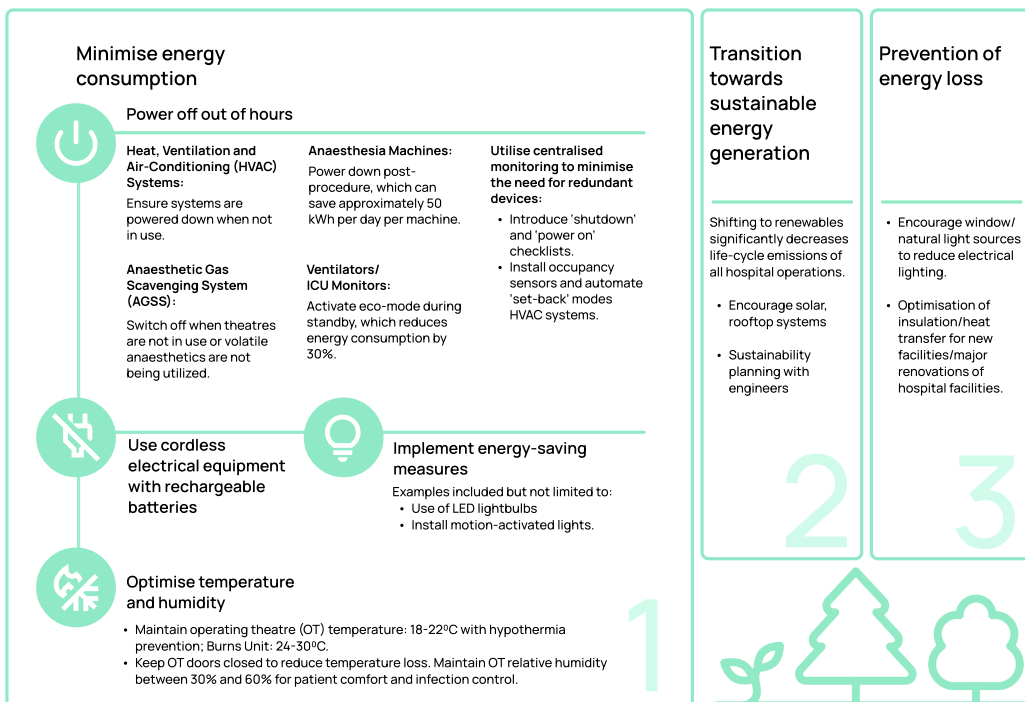 Minimise energy
consumption
Power off out of hours
Heat, Ventilation and
Air-Conditioning (HVAC)
Systems:
Ensure systems are
powered down when not
in use.
Anaesthesia Machines:
Power down post-
procedure, which can
save approximately 50
kWh per day per machine.
Utilise centralised
monitoring to minimise
the need for redundant
devices:
• Introduce 'shutdown'
and 'power on'
checklists.
• Install occupancy
sensors and automate
'set-back' modes
HVAC systems.
Anaesthetic Gas
Scavenging System
(AGSS):
Switch off when theatres
are not in use or volatile
anaesthetics are not
being utilized.
Ventilators/
ICU Monitors:
Activate eco-mode during
standby, which reduces
energy consumption by
30%.
Use cordless
electrical equipment
with rechargeable
batteries
Implement energy-saving
measures
Examples included but not limited to:
• Use of LED lightbulbs
• Install motion-activated lights.
Optimise temperature
and humidity
• Maintain operating theatre (OT) temperature: 18-22ºC with hypothermia
prevention; Burns Unit: 24-30ºC.
• Keep OT doors closed to reduce temperature loss. Maintain OT relative humidity
between 30% and 60% for patient comfort and infection control.
1
Transition
towards
sustainable
energy
generation
Shifting to renewables
significantly decreases
life-cycle emissions of
all hospital operations.
• Encourage solar,
rooftop systems
• Sustainability
planning with
engineers
2
Prevention of
energy loss
• Encourage window/
natural light sources
to reduce electrical
lighting.
• Optimisation of
insulation/heat
transfer for new
facilities/major
renovations of
hospital facilities.
3